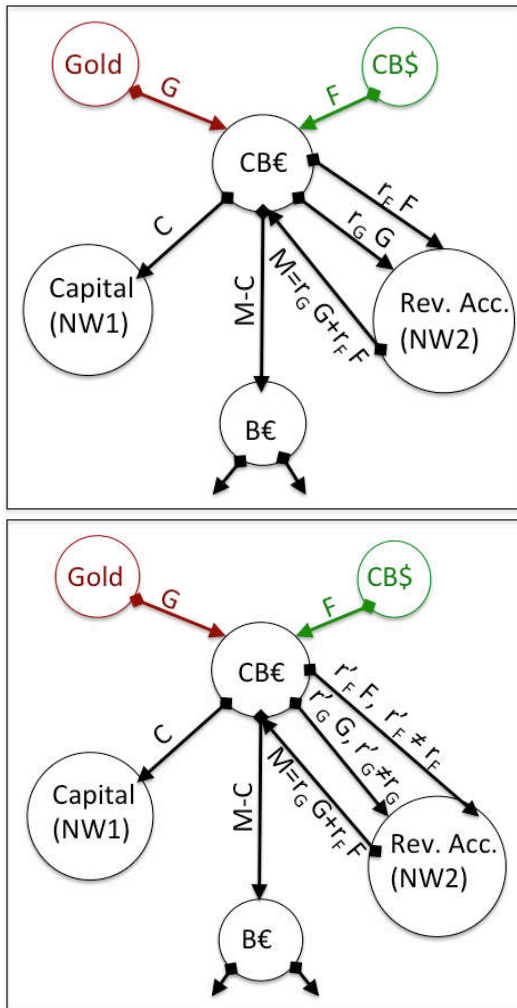 Gold
CB$
G
F
CB€
r_F F
r_G G
C
M=r_G G+r_F F
M-C
Capital
(NW1)
Rev. Acc.
(NW2)
B€
Gold
CB$
G
F
CB€
r'_F F, r'_F ≠ r_F
r'_G G, r'_G≠r_G
C
M=r_G G+r_F F
M-C
Capital
(NW1)
Rev. Acc.
(NW2)
B€